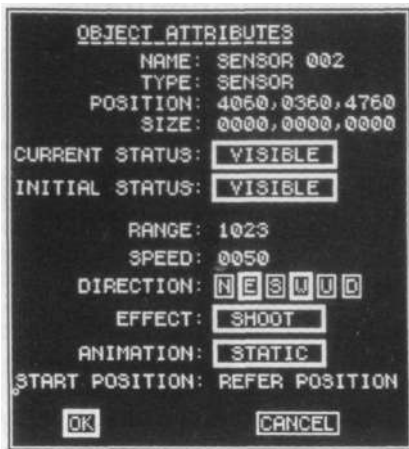 OBJECT ATTRIBUTES
NAME: SENSOR 002
TYPE: SENSOR
POSITION: 4060,0360,4760
SIZE: 0000,0000,0000
CURRENT STATUS: VISIBLE
INITIAL STATUS: VISIBLE
RANGE: 1023
SPEED: 0050
DIRECTION: N E S W U D
EFFECT: SHOOT
ANIMATION: STATIC
START POSITION: REFER POSITION
OK CANCEL